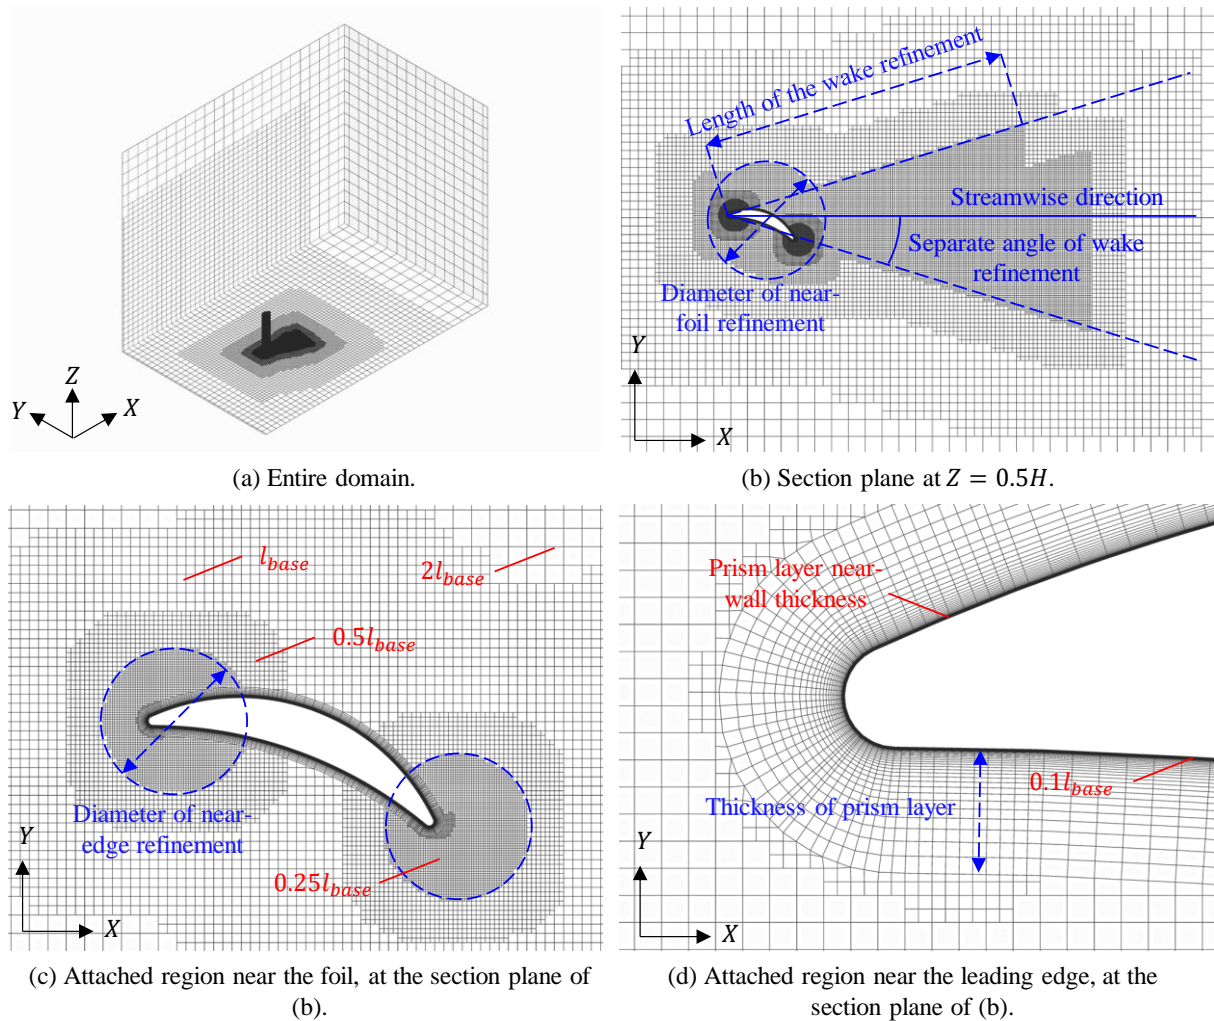 Z
Y
X
(a) Entire domain.
Length of the wake refinement
Streamwise direction
Separate angle of wake
refinement
Diameter of near-
foil refinement
Y
X
(b) Section plane at Z = 0.5H.
l_base
2l_base
0.5l_base
Diameter of near-
edge refinement
0.25l_base
Y
X
(c) Attached region near the foil, at the section plane of
(b).
Prism layer near-
wall thickness
0.1l_base
Thickness of prism layer
Y
X
(d) Attached region near the leading edge, at the
section plane of (b).